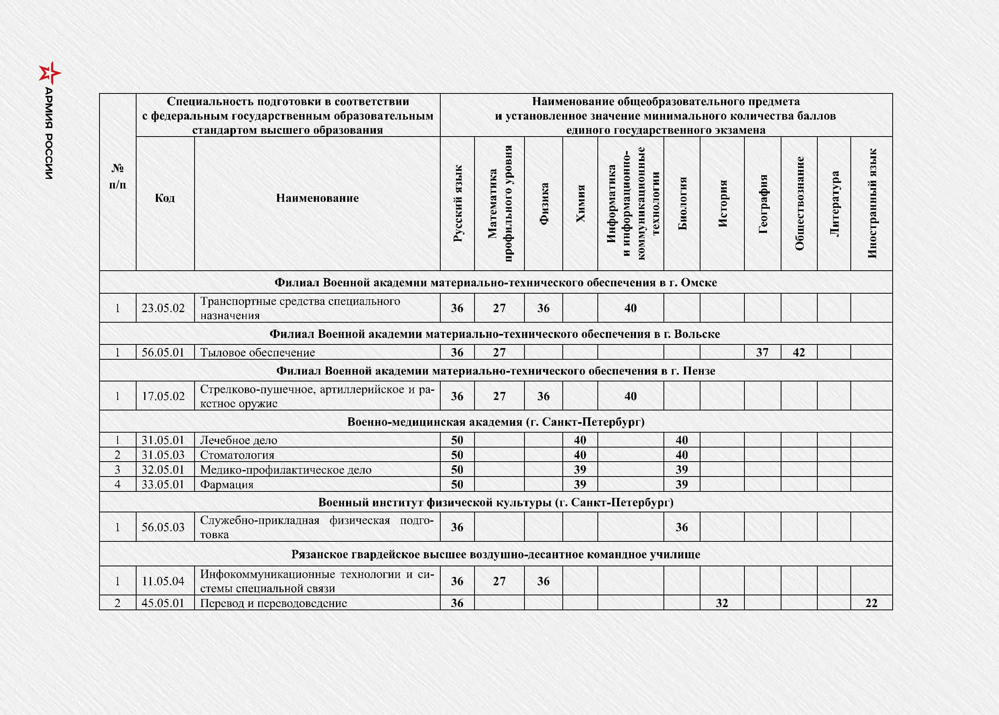 АРМИЯ РОССИИ
№
п/п
Специальность подготовки в соответствии
с федеральным государственным образовательным
стандартом высшего образования
Наименование общеобразовательного предмета
и установленное значение минимального количества баллов
единого государственного экзамена
Код
Наименование
Русский язык
Математика
профильного уровня
Физика
Химия
Информатика
и информационно-
коммуникационные
технологии
Биология
История
География
Обществознание
Литература
Иностранный язык
Филиал Военной академии материально-технического обеспечения в г. Омске
1 23.05.02 Транспортные средства специального
назначения 36 27 36 40
Филиал Военной академии материально-технического обеспечения в г. Вольске
1 56.05.01 Тыловое обеспечение 36 27 37 42
Филиал Военной академии материально-технического обеспечения в г. Пензе
1 17.05.02 Стрелково-пушечное, артиллерийское и ра-
кетное оружие 36 27 36 40
Военно-медицинская академия (г. Санкт-Петербург)
1 31.05.01 Лечебное дело 50 40 40
2 31.05.03 Стоматология 50 40 40
3 32.05.01 Медико-профилактическое дело 50 39 39
4 33.05.01 Фармация 50 39 39
Военный институт физической культуры (г. Санкт-Петербург)
1 56.05.03 Служебно-прикладная физическая подго-
товка 36 36
Рязанское гвардейское высшее воздушно-десантное командное училище
1 11.05.04 Инфокоммуникационные технологии и си-
стемы специальной связи 36 27 36
2 45.05.01 Перевод и переводоведение 36 32 22